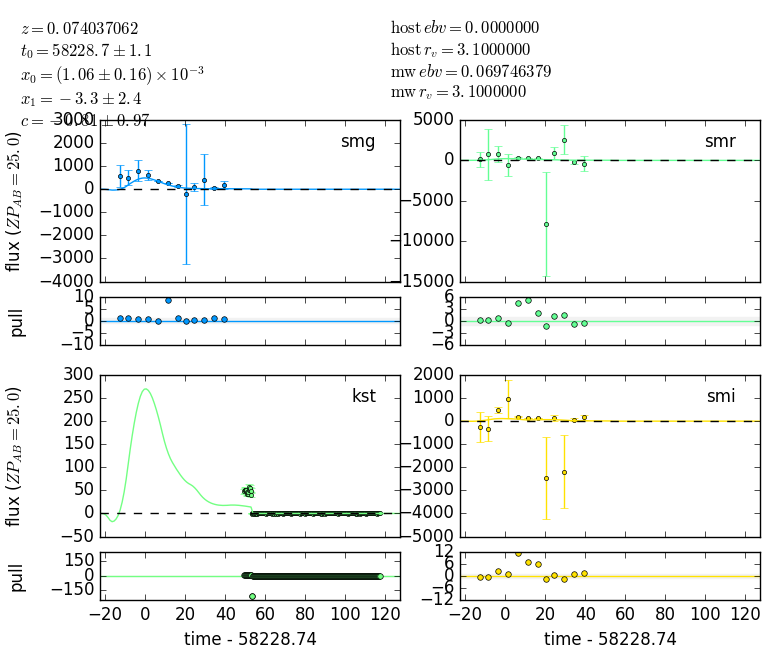 z = 0.074037062
t₀ = 58228.7 ± 1.1
x₀ = (1.06 ± 0.16) × 10⁻³
x₁ = −3.3 ± 2.4
host ebv = 0.0000000
host r_v = 3.1000000
mw ebv = 0.069746379
mw r_v = 3.1000000
smg
flux (ZP_AB = 25.0)
3000
2000
1000
0
−1000
−2000
−3000
−4000
smr
5000
0
−5000
−10000
−15000
pull
10
5
0
−5
−10
6
3
0
−3
−6
kst
flux (ZP_AB = 25.0)
300
250
200
150
100
50
0
−50
smi
2000
1000
0
−1000
−2000
−3000
−4000
−5000
pull
150
0
−150
12
6
0
−6
−12
−20 0 20 40 60 80 100 120
−20 0 20 40 60 80 100 120
time - 58228.74
time - 58228.74